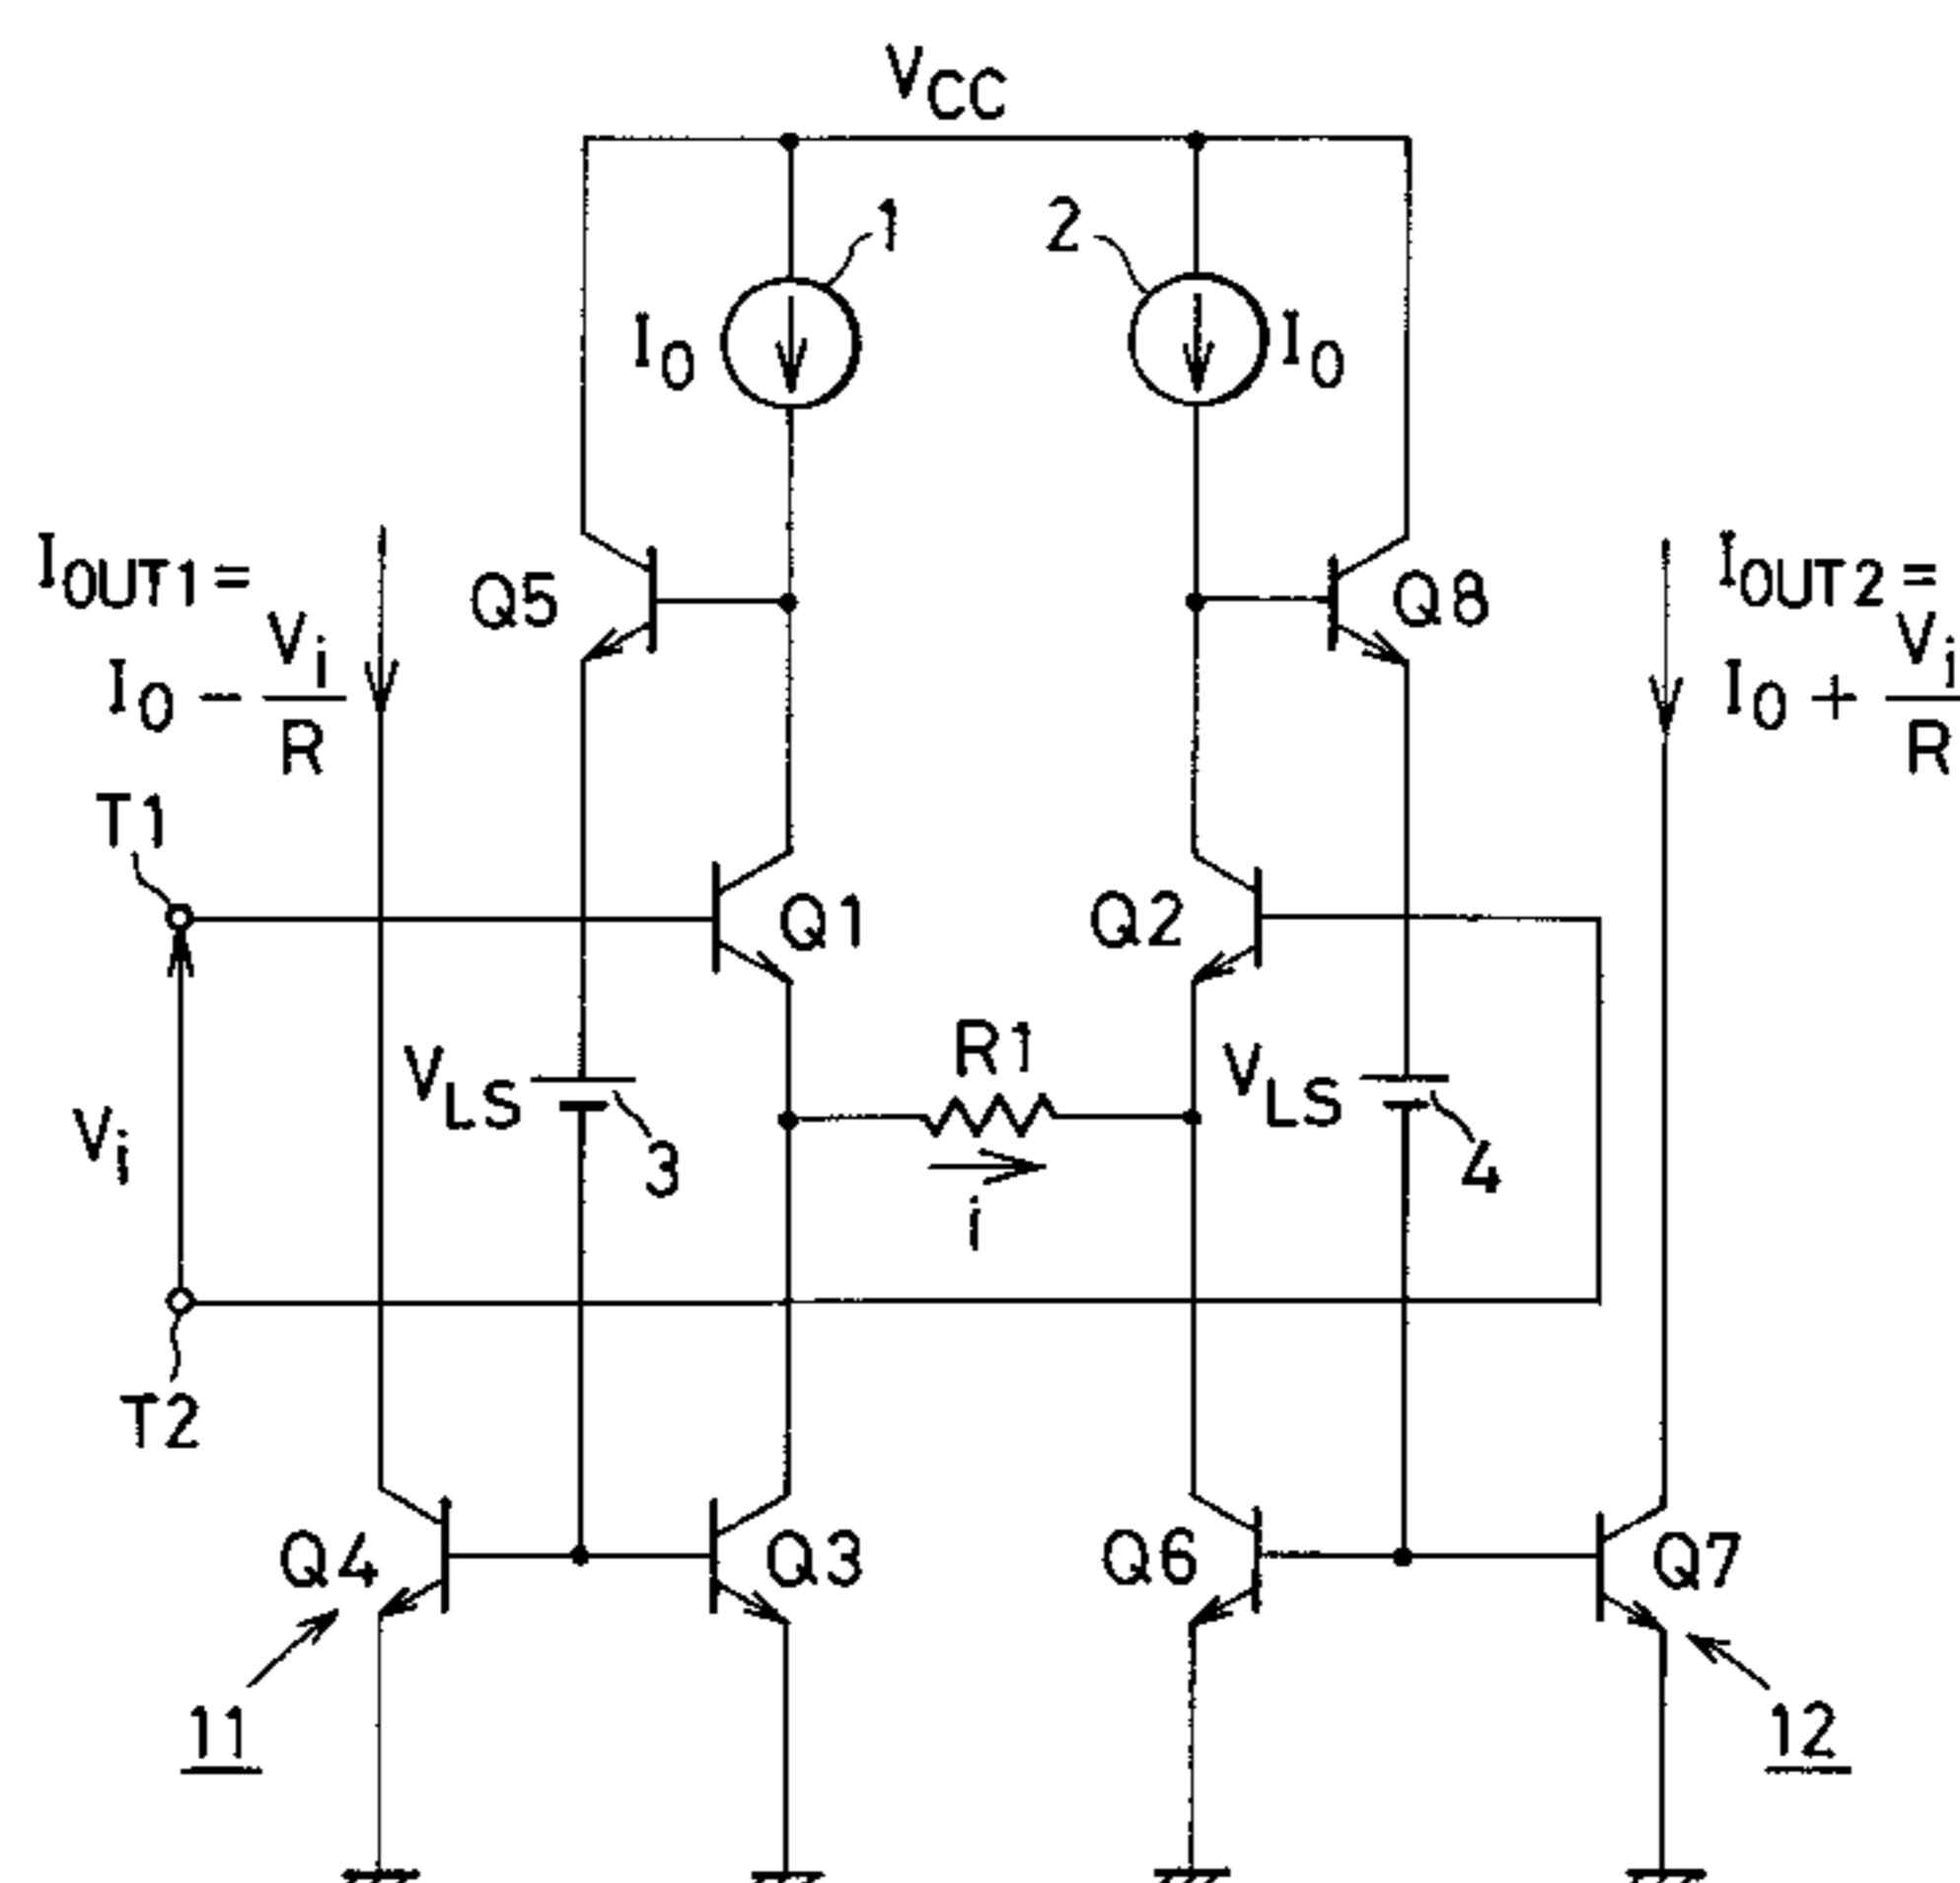 VCC
1
2
I0
I0
IOUT1 =
I0 − Vi/R
Q5
Q8
IOUT2 =
I0 + Vi/R
T1
Q1
Q2
R1
VLS
VLS
Vi
3
4
i
T2
Q4
Q3
Q6
Q7
11
12